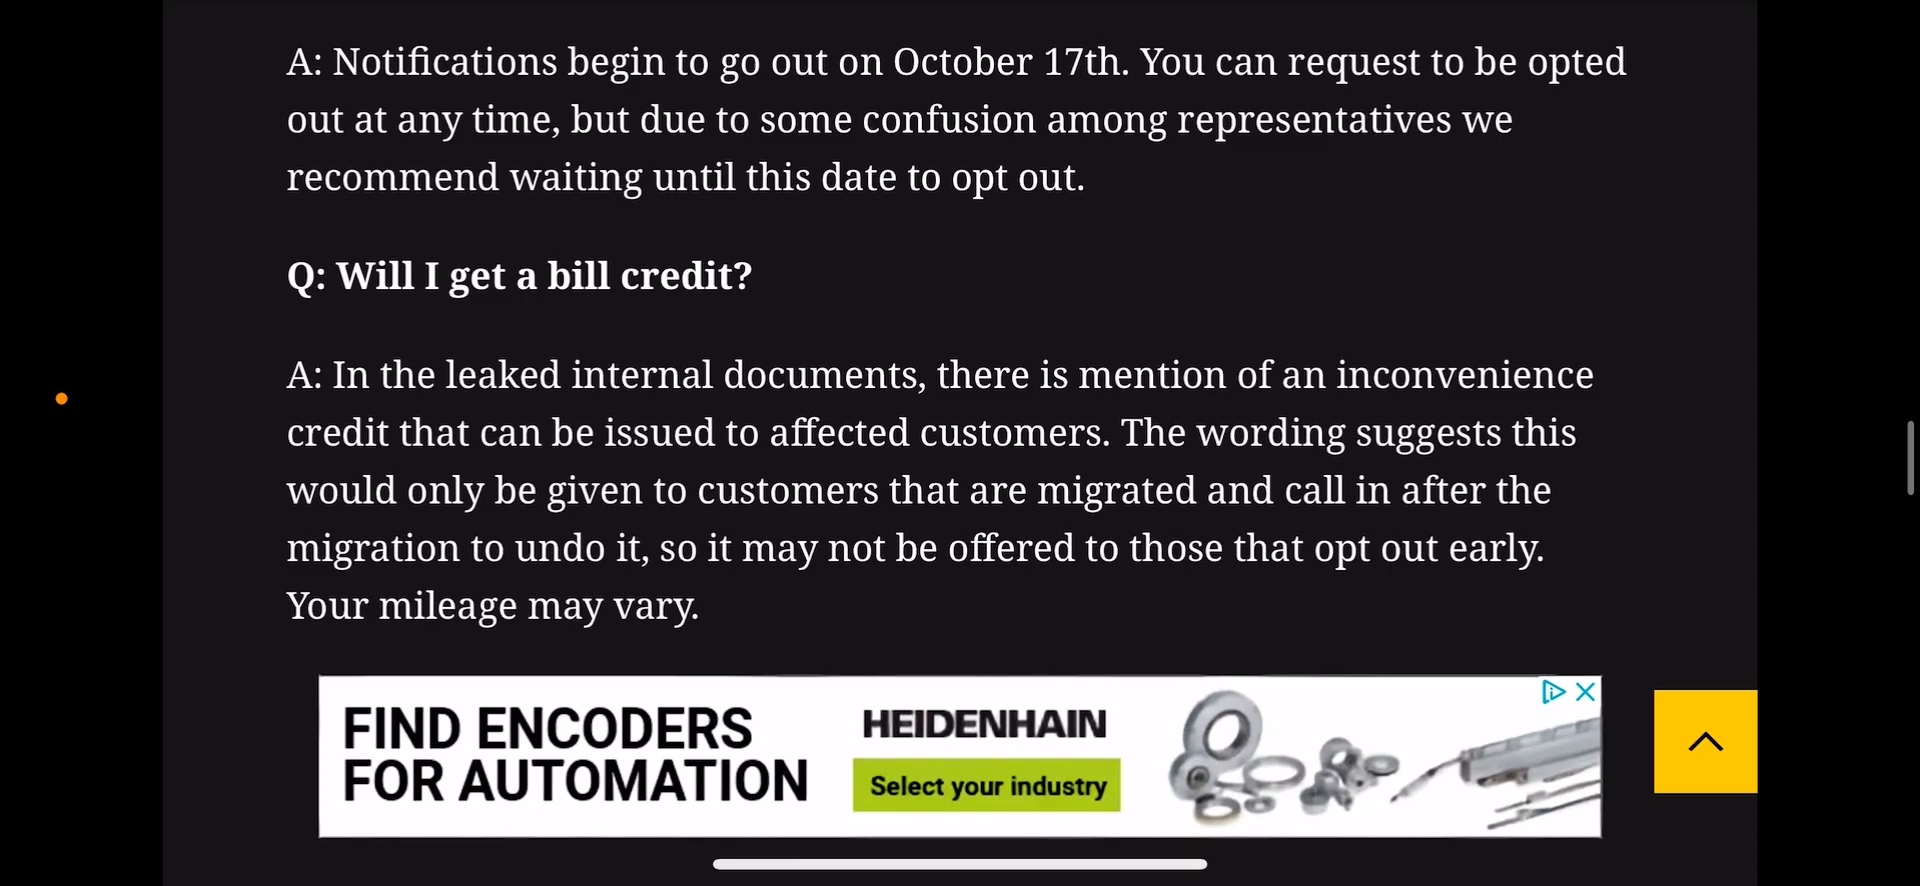 A: Notifications begin to go out on October 17th. You can request to be opted
out at any time, but due to some confusion among representatives we
recommend waiting until this date to opt out.
Q: Will I get a bill credit?
A: In the leaked internal documents, there is mention of an inconvenience
credit that can be issued to affected customers. The wording suggests this
would only be given to customers that are migrated and call in after the
migration to undo it, so it may not be offered to those that opt out early.
Your mileage may vary.
FIND ENCODERS
FOR AUTOMATION
HEIDENHAIN
Select your industry